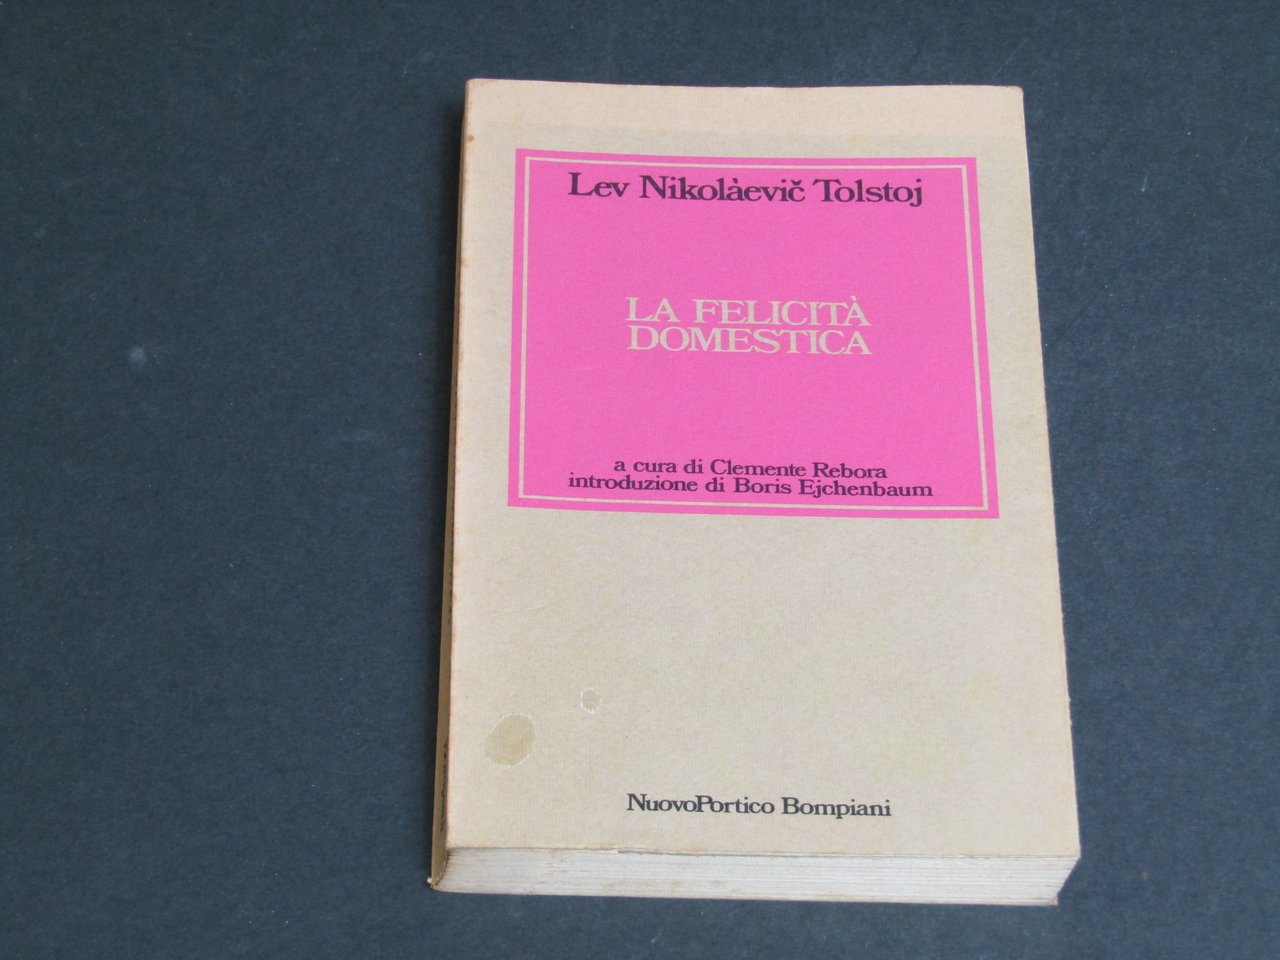 Lev Nikolàevič Tolstoj
LA FELICITÀ
DOMESTICA
a cura di Clemente Rebora
introduzione di Boris Ejchenbaum
NuovoPortico Bompiani